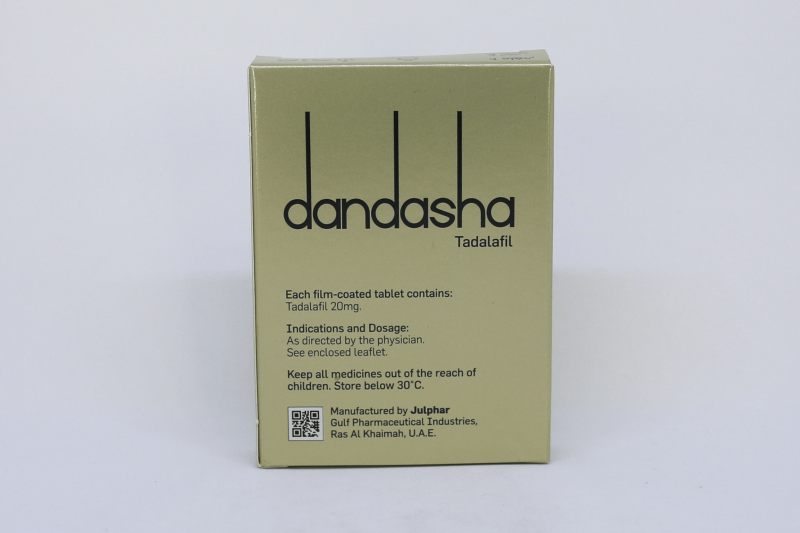 dandasha
Tadalafil
Each film-coated tablet contains:
Tadalafil 20mg.
Indications and Dosage:
As directed by the physician.
See enclosed leaflet.
Keep all medicines out of the reach of
children. Store below 30°C.
Manufactured by Julphar
Gulf Pharmaceutical Industries,
Ras Al Khaimah, U.A.E.